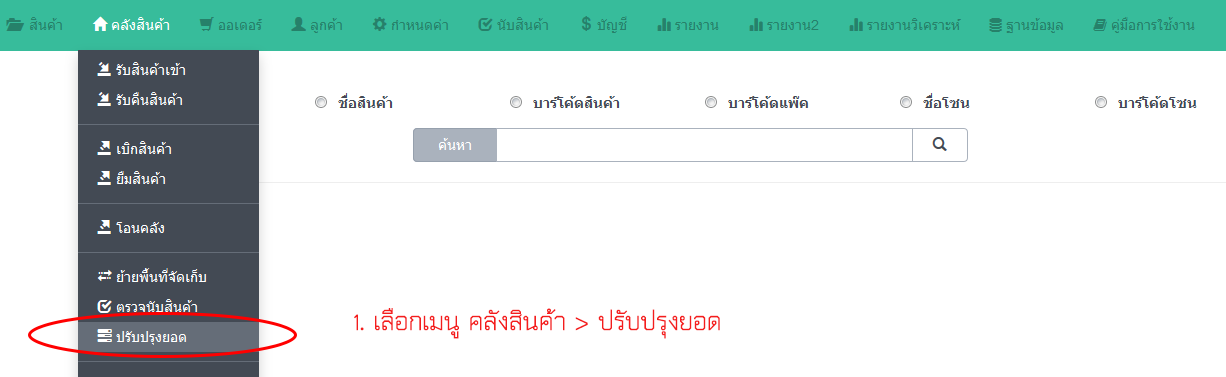 สินค้า คลังสินค้า ออเดอร์ ลูกค้า กำหนดค่า นับสินค้า บัญชี รายงาน รายงาน2 รายงานวิเคราะห์ ฐานข้อมูล คู่มือการใช้งาน
รับสินค้าเข้า
รับคืนสินค้า
ชื่อสินค้า บาร์โค้ดสินค้า บาร์โค้ดแพ๊ค ชื่อโซน บาร์โค้ดโซน
ค้นหา
เบิกสินค้า
ยืมสินค้า
โอนคลัง
ย้ายพื้นที่จัดเก็บ
ตรวจนับสินค้า
ปรับปรุงยอด
1. เลือกเมนู คลังสินค้า > ปรับปรุงยอด